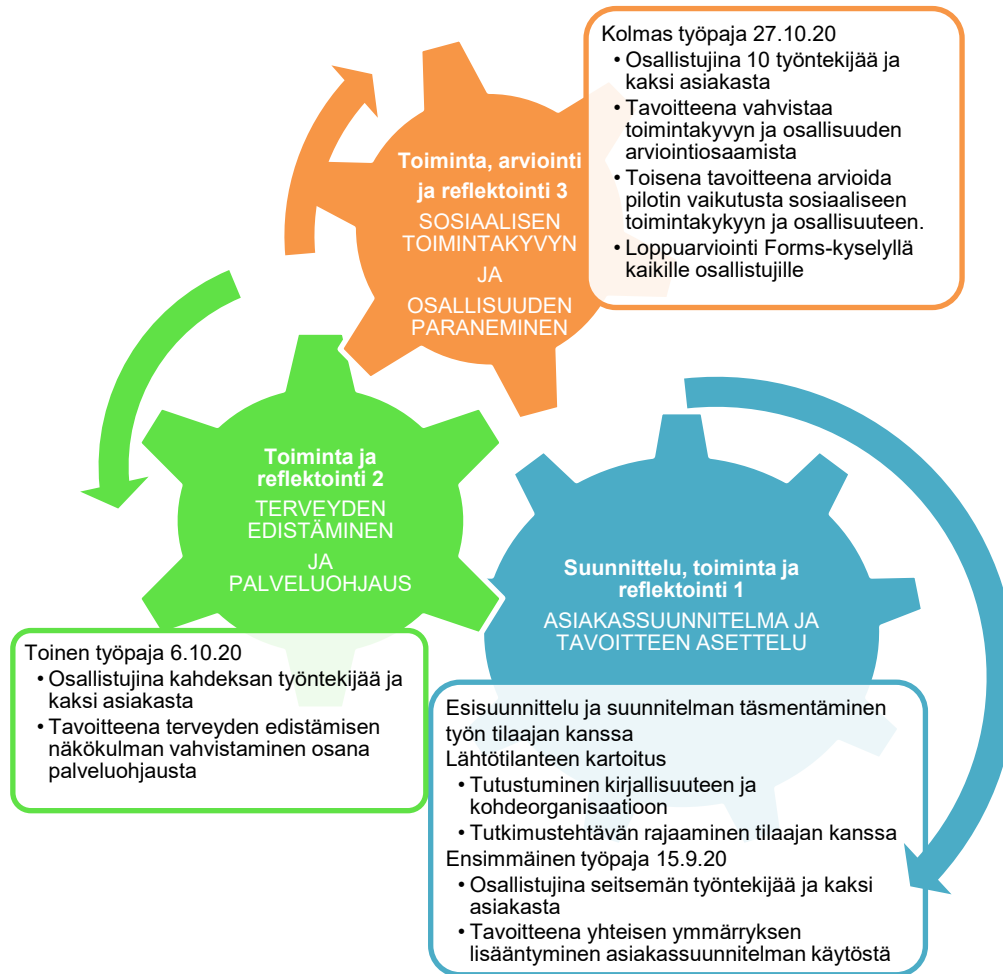 Kolmas työpaja 27.10.20
• Osallistujina 10 työntekijää ja
kaksi asiakasta
• Tavoitteena vahvistaa
toimintakyvyn ja osallisuuden
arviointiosaamista
• Toisena tavoitteena arvioida
pilotin vaikutusta sosiaaliseen
toimintakykyyn ja osallisuuteen.
• Loppuarviointi Forms-kyselyllä
kaikille osallistujille
Toiminta, arviointi
ja reflektointi 3
SOSIAALISEN
TOIMINTAKYVYN
JA
OSALLISUUDEN
PARANEMINEN
Toiminta ja
reflektointi 2
TERVEYDEN
EDISTÄMINEN
JA
PALVELUOHJAUS
Toinen työpaja 6.10.20
• Osallistujina kahdeksan työntekijää ja
kaksi asiakasta
• Tavoitteena terveyden edistämisen
näkökulman vahvistaminen osana
palveluohjausta
Suunnittelu, toiminta ja
reflektointi 1
ASIAKASSUUNNITELMA JA
TAVOITTEEN ASETTELU
Esisuunnittelu ja suunnitelman täsmentäminen
työn tilaajan kanssa
Lähtötilanteen kartoitus
• Tutustuminen kirjallisuuteen ja
kohdeorganisaatioon
• Tutkimustehtävän rajaaminen tilaajan kanssa
Ensimmäinen työpaja 15.9.20
• Osallistujina seitsemän työntekijää ja kaksi
asiakasta
• Tavoitteena yhteisen ymmärryksen
lisääntyminen asiakassuunnitelman käytöstä